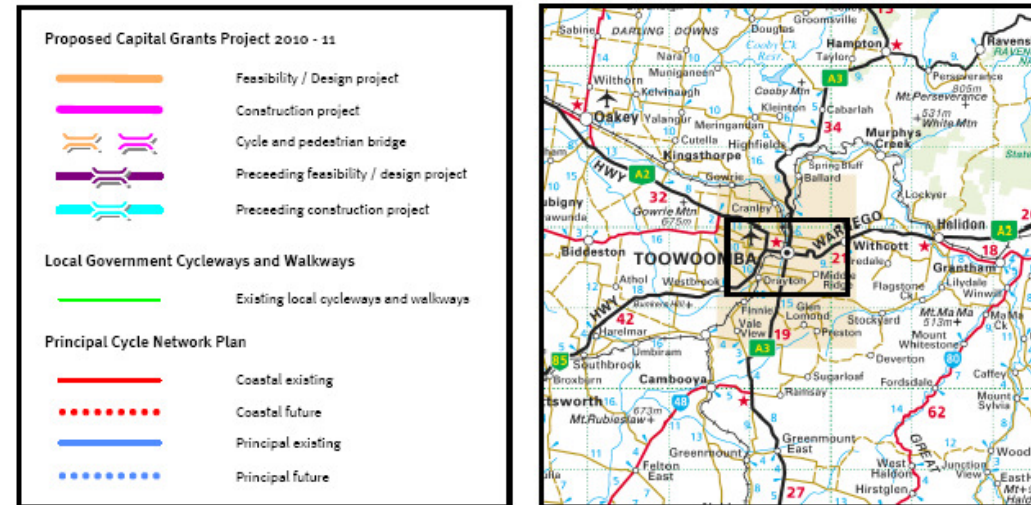 Proposed Capital Grants Project 2010 - 11
Feasibility / Design project
Construction project
Cycle and pedestrian bridge
Preceeding feasibility / design project
Preceeding construction project
Local Government Cycleways and Walkways
Existing local cycleways and walkways
Principal Cycle Network Plan
Coastal existing
Coastal future
Principal existing
Principal future
Groomsville
Sabine
DARLING DOWNS
Douglas
Cooby Ck
Resr.
Hampton
Ravens
Nara
Taylor
Muniganeen
A3
Wilthorn
Kelvinaugh
Cooby Mtn
Perseverance
805m
Mt.Perseverance
Kleinton
Cabarlah
531m
White Mtn
Oakey
Yalangur
Meringandan
34
Cutella
Highfields
Murphys
Creek
Kingsthorpe
Spring Bluff
HWY
A2
Gowrie
Ballard
32
Lockyer
Cranley
Gowrie Mtn
675m
Helidon
A2
WARREGO
Withcott
Biddeston
TOOWOOMBA
21
18
Grantham
Athol
Westbrook
Drayton
Middle
Ridge
Flagstone
Ck
Lilydale
Winwill
HWY
Finnie
Glen
Lomond
Stockyard
Mt.Ma Ma
513m
Ma Ma
Ck
42
Harelmar
Vale
View
19
Preston
Mount
Whitestone
Umbiram
A3
Deverton
80
85
Southbrook
Broxburn
Cambooya
Sugarloaf
Fordsdale
Caffey
Ramsay
Mount
Sylvia
48
673m
Mt.Rubieslaw
62
Greenmount
East
Greenmount
GREAT
Felton
East
West
Haldon
Junction
View
27
Hirstglen